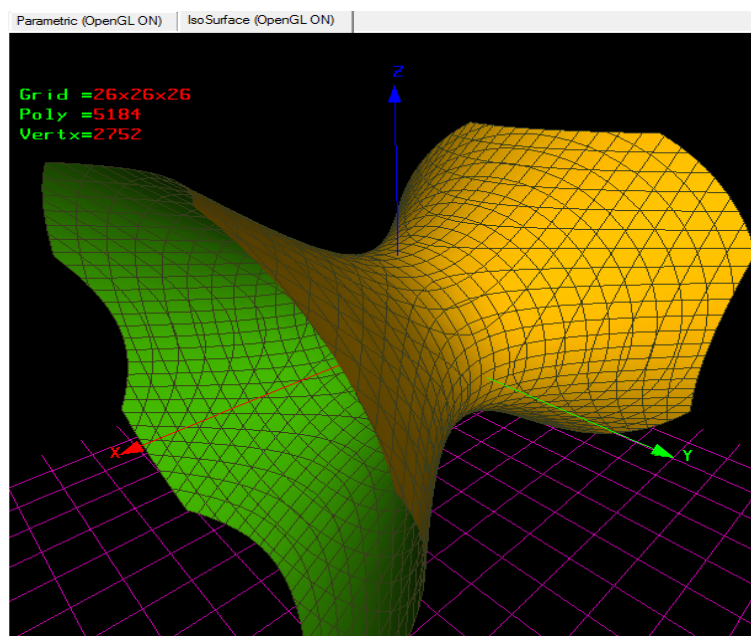 Parametric (OpenGL ON) IsoSurface (OpenGL ON)
Z
Grid =26x26x26
Poly =5184
Vertx=2752
X
Y